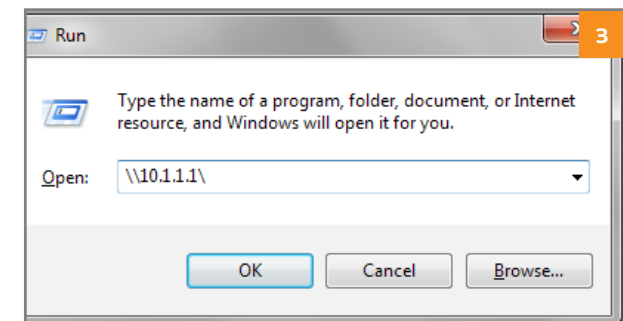 Run
3
Type the name of a program, folder, document, or Internet
resource, and Windows will open it for you.
Open:
\\10.1.1.1\
OK
Cancel
Browse...